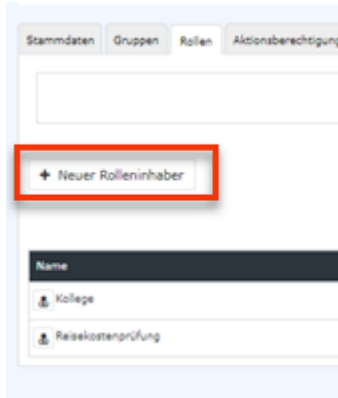 Stammdaten Gruppen Rollen Aktionsberechtigung
+ Neuer Rolleninhaber
Name
Kollege
Reisekostenprüfung